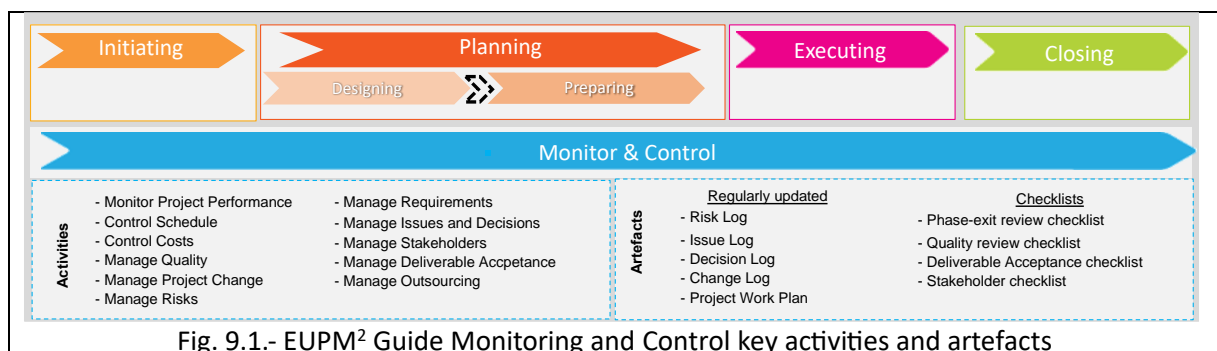 Initiating
Planning
Executing
Closing
Designing
Preparing
Monitor & Control
Activities
- Monitor Project Performance
- Control Schedule
- Control Costs
- Manage Quality
- Manage Project Change
- Manage Risks
- Manage Requirements
- Manage Issues and Decisions
- Manage Stakeholders
- Manage Deliverable Accpetance
- Manage Outsourcing
Artefacts
Regularly updated
- Risk Log
- Issue Log
- Decision Log
- Change Log
- Project Work Plan
Checklists
- Phase-exit review checklist
- Quality review checklist
- Deliverable Acceptance checklist
- Stakeholder checklist
Fig. 9.1.- EUPM² Guide Monitoring and Control key activities and artefacts